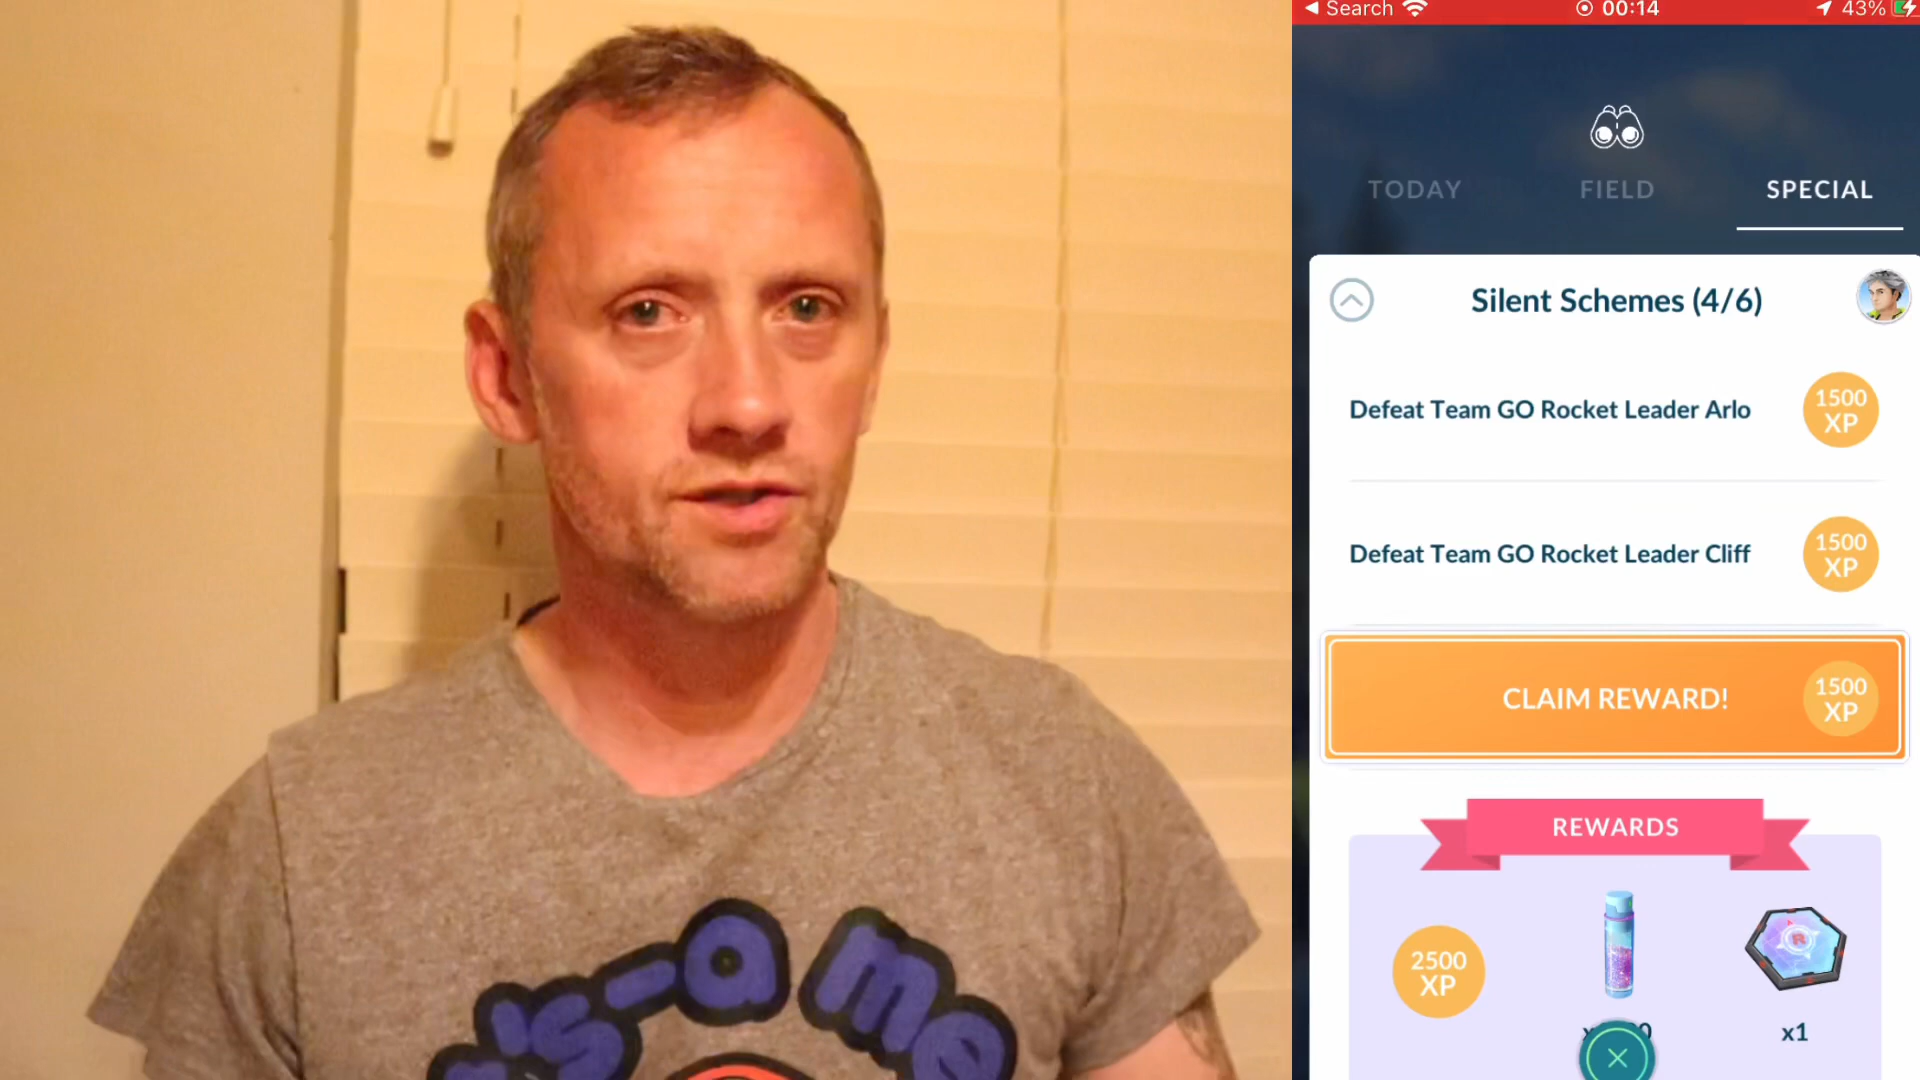 Search 00:14 43%
TODAY FIELD SPECIAL
Silent Schemes (4/6)
Defeat Team GO Rocket Leader Arlo
1500
XP
Defeat Team GO Rocket Leader Cliff
1500
XP
CLAIM REWARD!
1500
XP
REWARDS
2500
XP
R
x1
's-a me